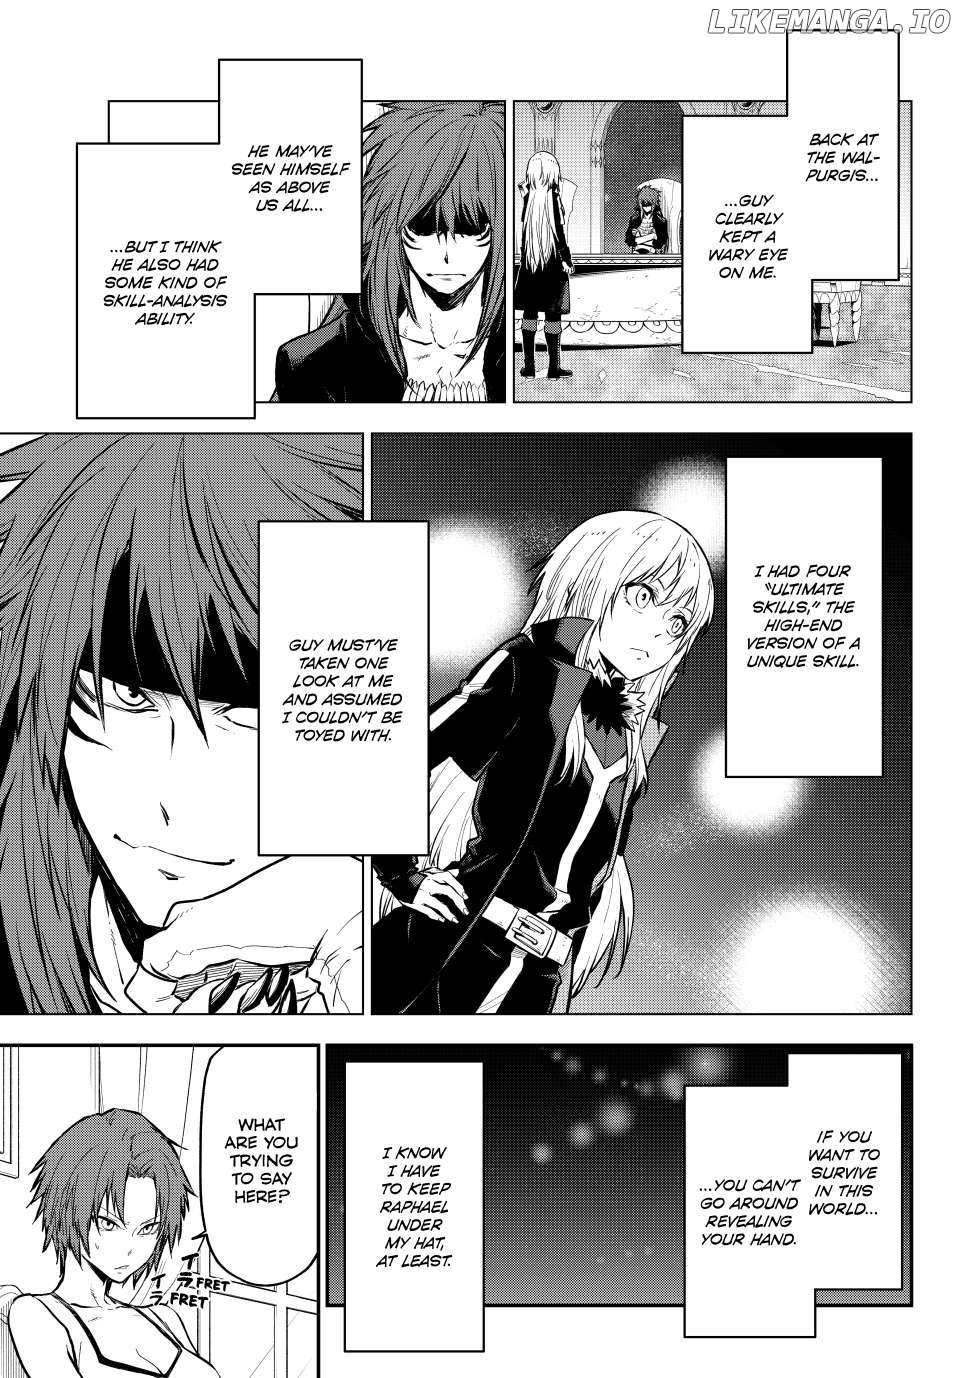 LIKEMANGA.IO
BACK AT
THE WAL-
PURGIS...
...GUY
CLEARLY
KEPT A
WARY EYE
ON ME.
HE MAY'VE
SEEN HIMSELF
AS ABOVE
US ALL...
...BUT I THINK
HE ALSO HAD
SOME KIND OF
SKILL-ANALYSIS
ABILITY.
I HAD FOUR
"ULTIMATE
SKILLS," THE
HIGH-END
VERSION OF A
UNIQUE SKILL.
GUY MUST'VE
TAKEN ONE
LOOK AT ME
AND ASSUMED
I COULDN'T BE
TOYED WITH.
IF YOU
WANT TO
SURVIVE
IN THIS
WORLD...
...YOU CAN'T
GO AROUND
REVEALING
YOUR HAND.
I KNOW
I HAVE
TO KEEP
RAPHAEL
UNDER
MY HAT,
AT LEAST.
WHAT
ARE YOU
TRYING
TO SAY
HERE?
イラ FRET
イラ FRET